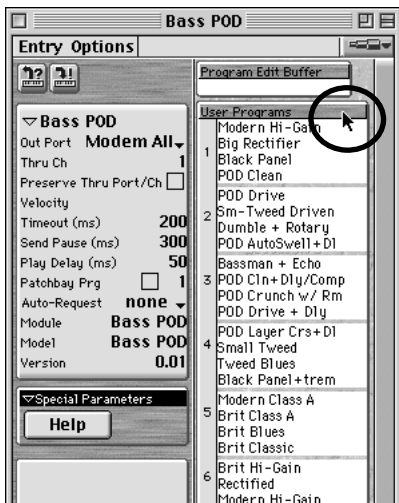 Bass POD
Entry Options
Bass POD
Out Port Modem All
Thru Ch 1
Preserve Thru Port/Ch
Velocity
Timeout (ms) 200
Send Pause (ms) 300
Play Delay (ms) 50
Patchbay Prg 1
Auto-Request none
Module Bass POD
Model Bass POD
Version 0.01
Special Parameters
Help
Program Edit Buffer
User Programs
1
Modern Hi-Gain
Big Rectifier
Black Panel
POD Clean
2
POD Drive
Sm-Tweed Driven
Dumble + Rotary
POD AutoSwell+Dl
3
Bassman + Echo
POD Cln+Dly/Comp
POD Crunch w/ Rm
POD Drive + Dly
4
POD Layer Crs+Dl
Small Tweed
Tweed Blues
Black Panel+trem
5
Modern Class A
Brit Class A
Brit Blues
Brit Classic
6
Brit Hi-Gain
Rectified
Modern Hi-Gain